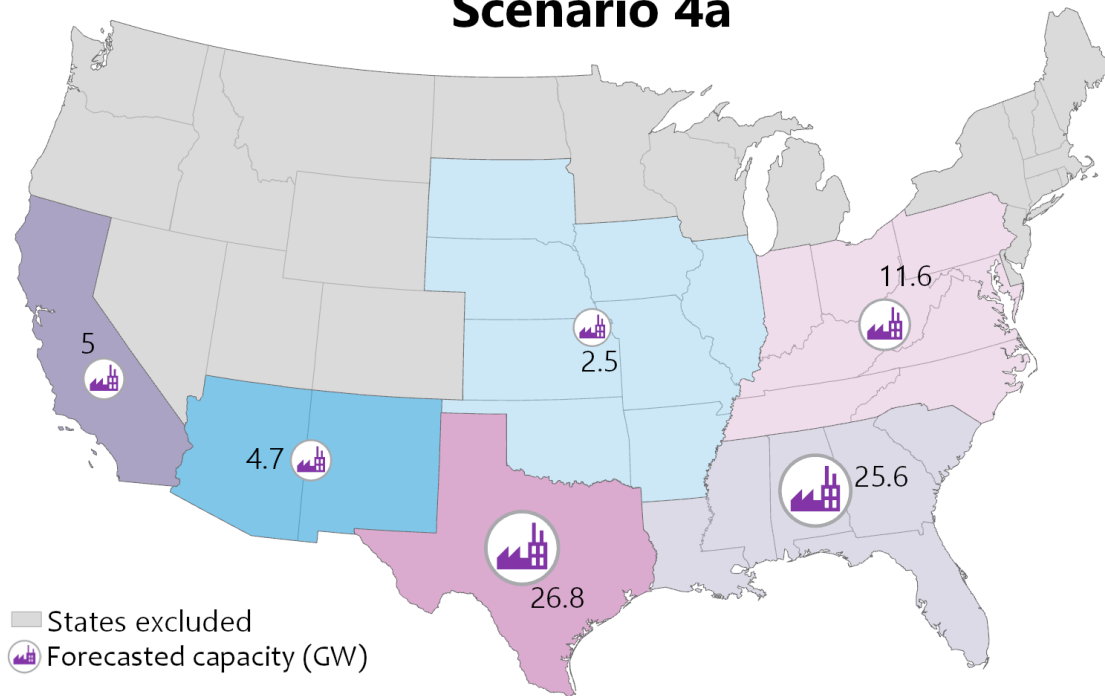 Scenario 4a
11.6
5
2.5
4.7
25.6
26.8
States excluded
Forecasted capacity (GW)